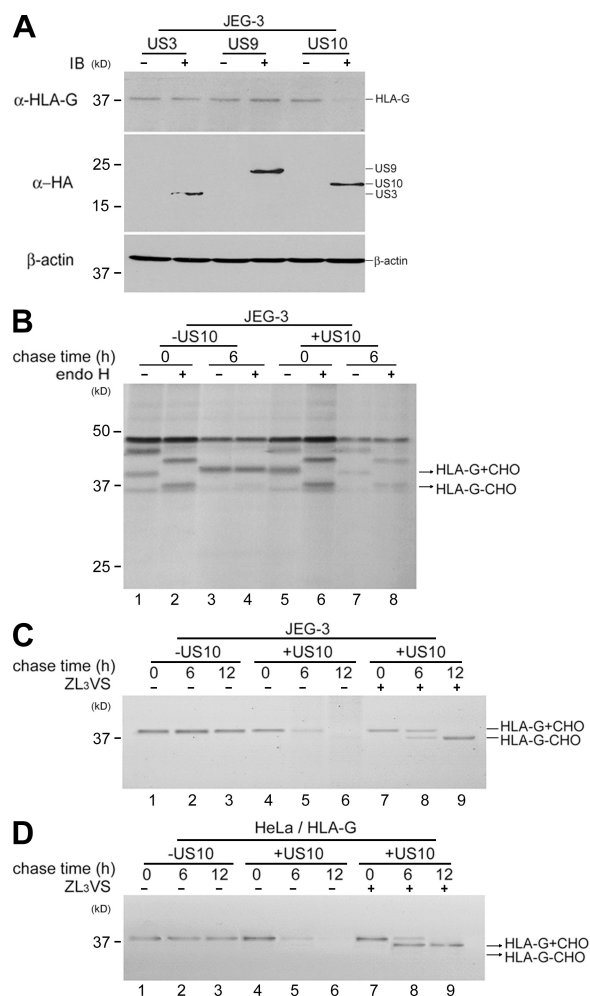 A
JEG-3
US3 US9 US10
IB (kD) – + – + – +
α-HLA-G 37 HLA-G
25 US9
α–HA US10
US3
15
β-actin β-actin
37
B
JEG-3
-US10 +US10
chase time (h) 0 6 0 6
endo H – + – + – + – +
(kD)
50
HLA-G+CHO
37 HLA-G-CHO
25
1 2 3 4 5 6 7 8
C
JEG-3
-US10 +US10 +US10
chase time (h) 0 6 12 0 6 12 0 6 12
ZL3VS – – – – – – + + +
(kD)
HLA-G+CHO
37 HLA-G-CHO
1 2 3 4 5 6 7 8 9
D
HeLa / HLA-G
-US10 +US10 +US10
chase time (h) 0 6 12 0 6 12 0 6 12
ZL3VS – – – – – – + + +
(kD)
37 HLA-G+CHO
HLA-G-CHO
1 2 3 4 5 6 7 8 9